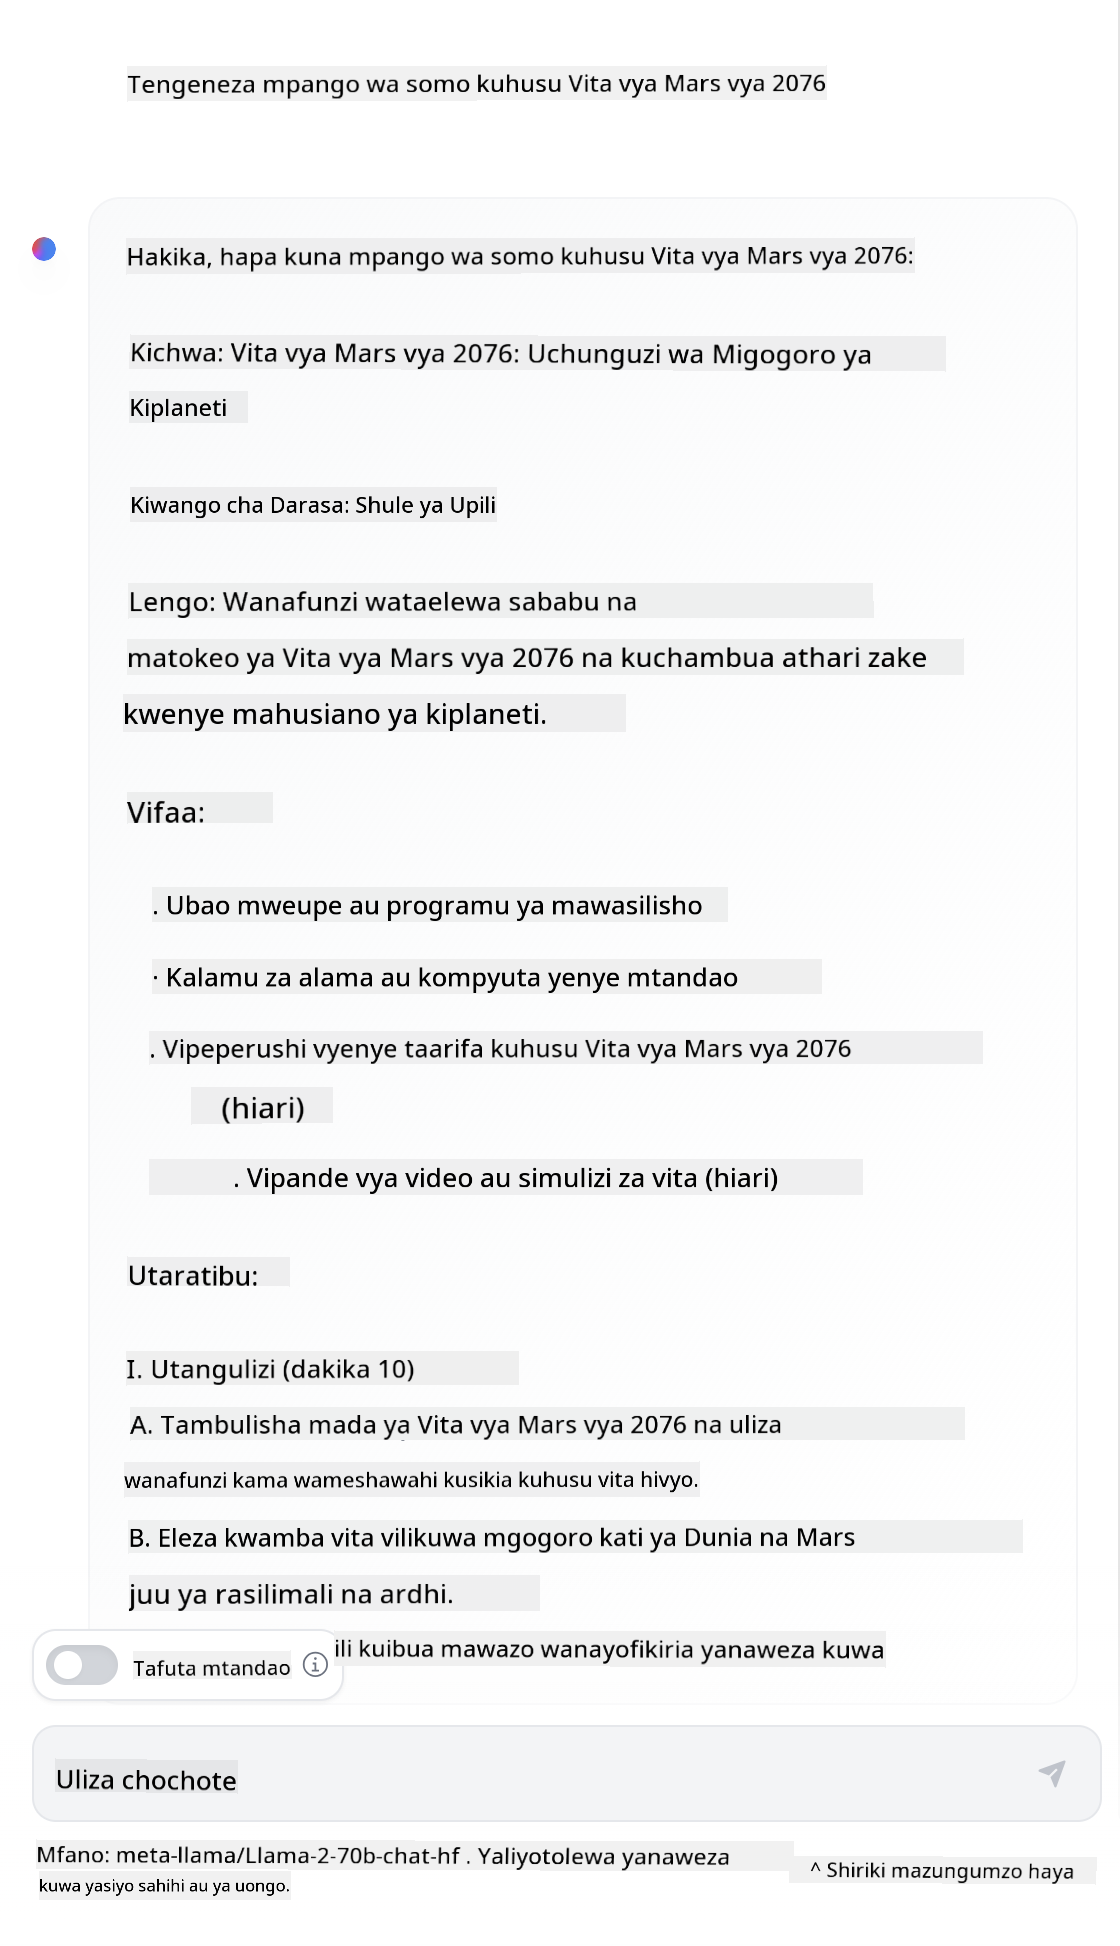 Tengeneza mpango wa somo kuhusu Vita vya Mars vya 2076
Hakika, hapa kuna mpango wa somo kuhusu Vita vya Mars vya 2076:
Kichwa: Vita vya Mars vya 2076: Uchunguzi wa Migogoro ya
Kiplaneti
Kiwango cha Darasa: Shule ya Upili
Lengo: Wanafunzi wataelewa sababu na
matokeo ya Vita vya Mars vya 2076 na kuchambua athari zake
kwenye mahusiano ya kiplaneti.
Vifaa:
. Ubao mweupe au programu ya mawasilisho
· Kalamu za alama au kompyuta yenye mtandao
. Vipeperushi vyenye taarifa kuhusu Vita vya Mars vya 2076
(hiari)
. Vipande vya video au simulizi za vita (hiari)
Utaratibu:
I. Utangulizi (dakika 10)
A. Tambulisha mada ya Vita vya Mars vya 2076 na uliza
wanafunzi kama wameshawahi kusikia kuhusu vita hivyo.
B. Eleza kwamba vita vilikuwa mgogoro kati ya Dunia na Mars
juu ya rasilimali na ardhi.
ili kuibua mawazo wanayofikiria yanaweza kuwa
Tafuta mtandao
Uliza chochote
Mfano: meta-llama/Llama-2-70b-chat-hf . Yaliyotolewa yanaweza
kuwa yasiyo sahihi au ya uongo.
^ Shiriki mazungumzo haya